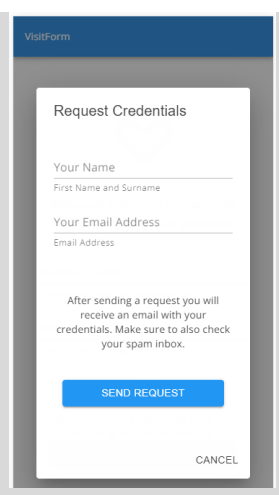 VisitForm
Request Credentials
Your Name
First Name and Surname
Your Email Address
Email Address
After sending a request you will
receive an email with your
credentials. Make sure to also check
your spam inbox.
SEND REQUEST
CANCEL